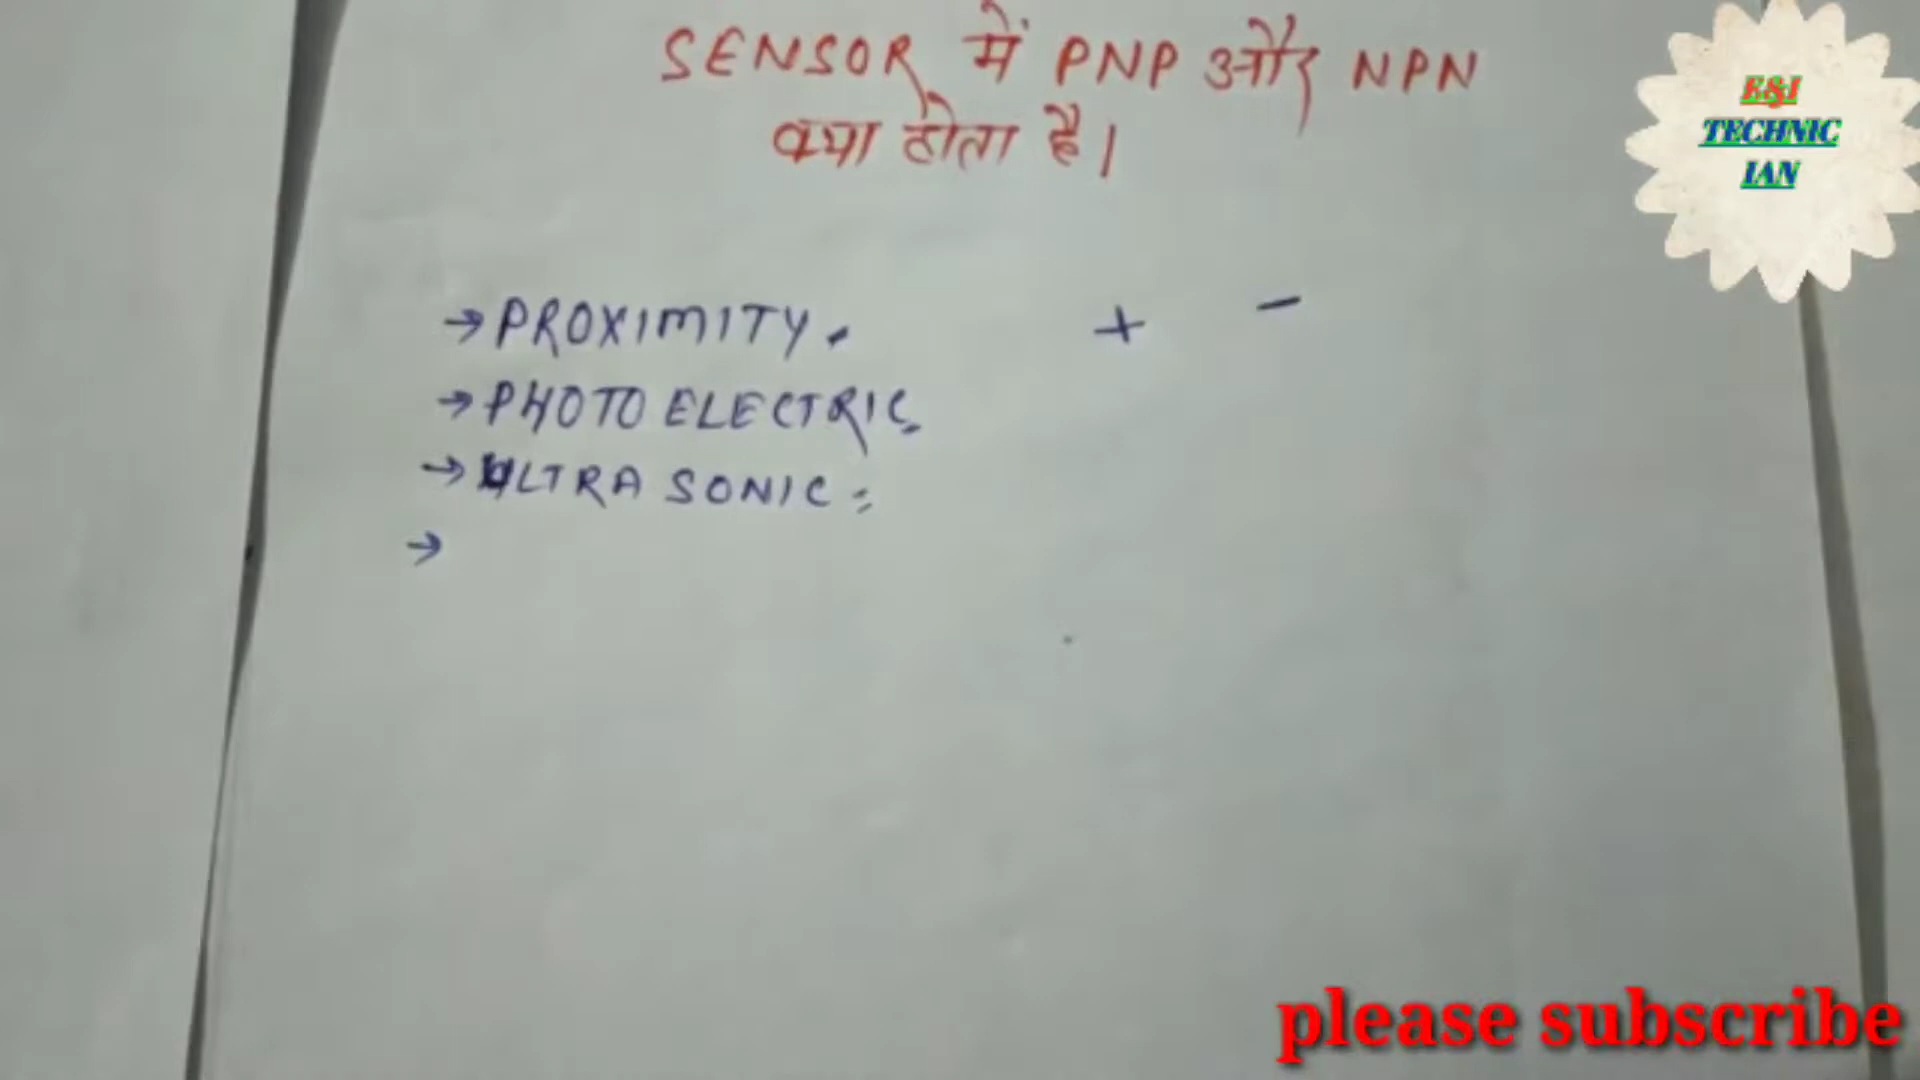 SENSOR में PNP और NPN
क्या होता है।
E&I
TECHNIC
IAN
→ PROXIMITY. + -
→ PHOTO ELECTRIC
→ ULTRA SONIC
→
please subscribe